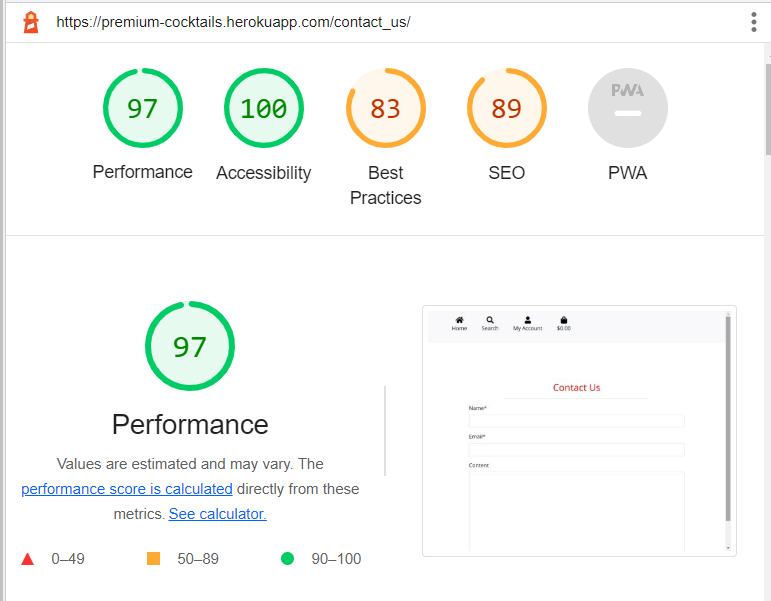 https://premium-cocktails.herokuapp.com/contact_us/
97 100 83 89 PWA
Performance Accessibility Best Practices SEO PWA
97
Performance
Values are estimated and may vary. The
performance score is calculated directly from these
metrics. See calculator.
0–49 50–89 90–100
Home Search My Account $0.00
Contact Us
Name*
Email*
Content